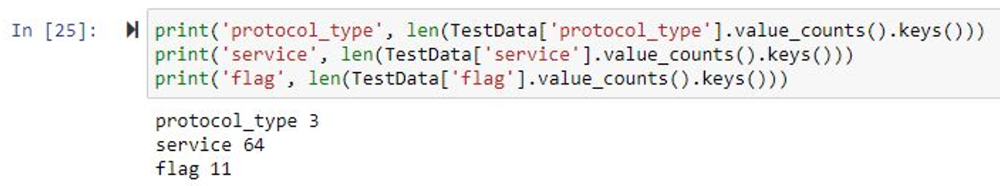 In [25]: print('protocol_type', len(TestData['protocol_type'].value_counts().keys()))
print('service', len(TestData['service'].value_counts().keys()))
print('flag', len(TestData['flag'].value_counts().keys()))
protocol_type 3
service 64
flag 11